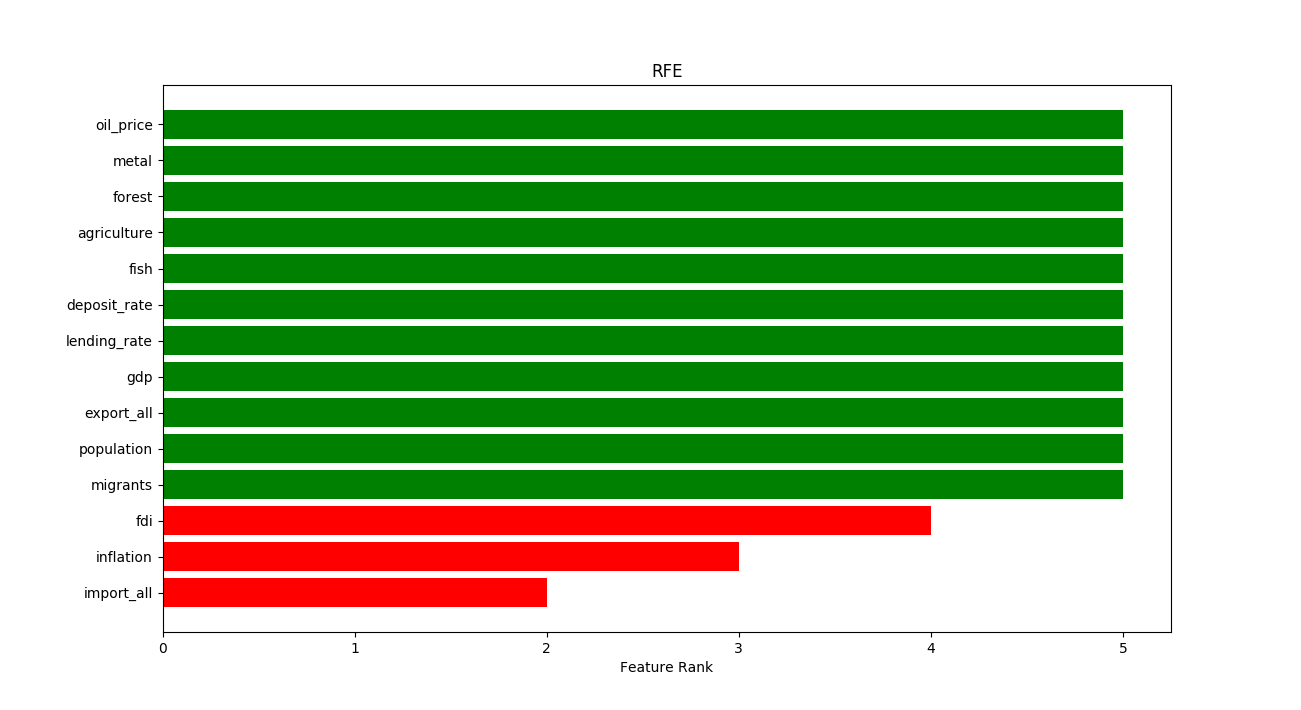 RFE
oil_price
metal
forest
agriculture
fish
deposit_rate
lending_rate
gdp
export_all
population
migrants
fdi
inflation
import_all
0 1 2 3 4 5
Feature Rank